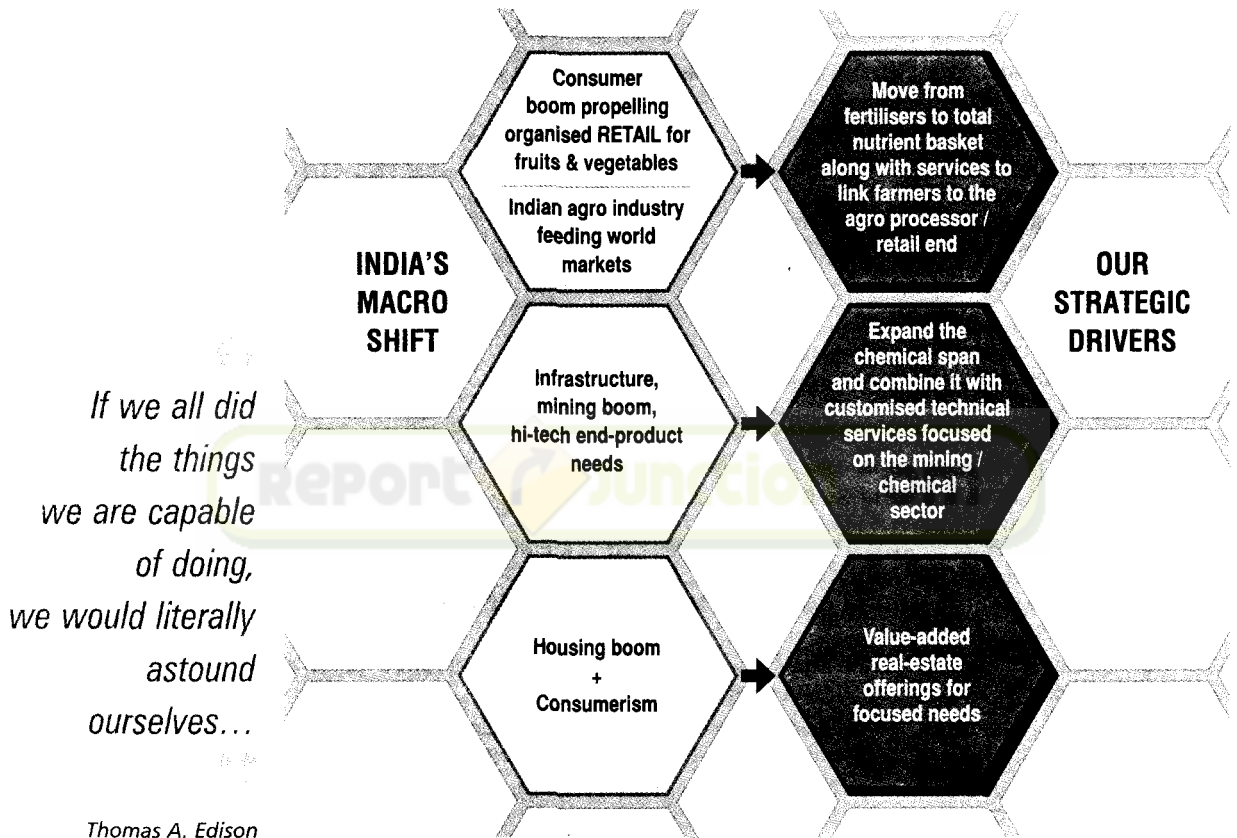 Consumer
boom propelling
organised RETAIL for
fruits & vegetables
Indian agro industry
feeding world
markets
Move from
fertilisers to total
nutrient basket
along with services to
link farmers to the
agro processor /
retail end
INDIA'S
MACRO
SHIFT
OUR
STRATEGIC
DRIVERS
Infrastructure,
mining boom,
hi-tech end-product
needs
Expand the
chemical span
and combine it with
customised technical
services focused
on the mining /
chemical
sector
Housing boom
+
Consumerism
Value-added
real-estate
offerings for
focused needs
If we all did
the things
we are capable
of doing,
we would literally
astound
ourselves...
Thomas A. Edison
Report Junction